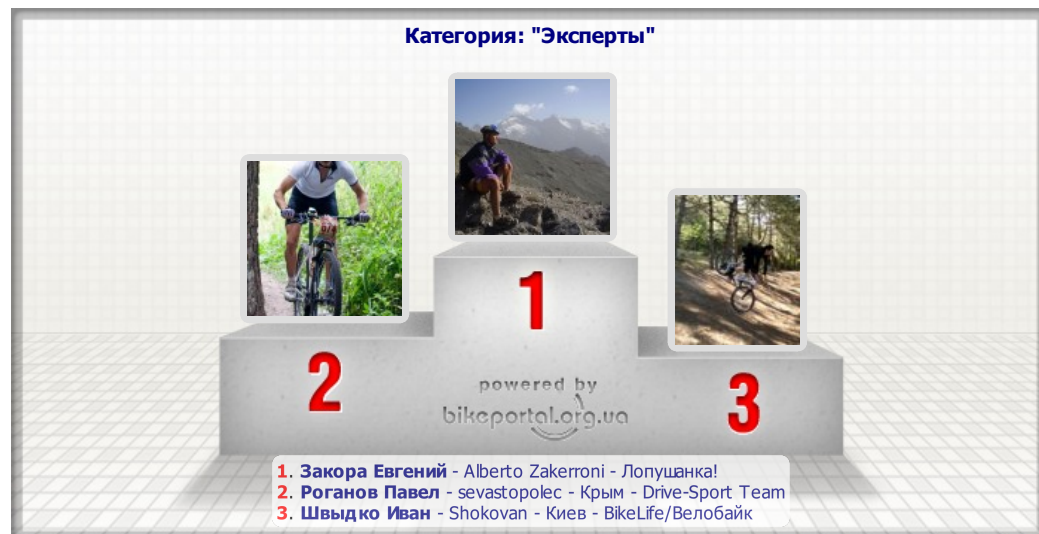 Категория: "Эксперты"
1
2
3
powered by
bikeportal.org.ua
1. Закора Евгений - Alberto Zakerroni - Лопушанка!
2. Роганов Павел - sevastopolec - Крым - Drive-Sport Team
3. Швыдко Иван - Shokovan - Киев - BikeLife/Велобайк